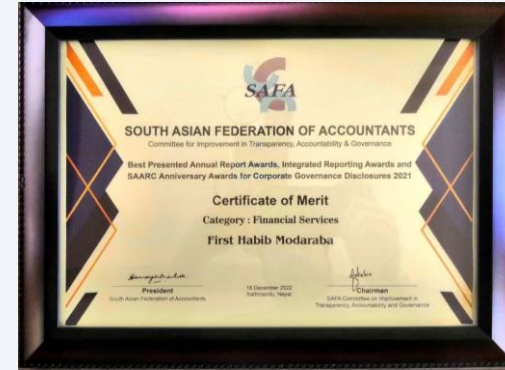 SAFA
SOUTH ASIAN FEDERATION OF ACCOUNTANTS
Committee for Improvement in Transparency, Accountability & Governance
Best Presented Annual Report Awards, Integrated Reporting Awards and
SAARC Anniversary Awards for Corporate Governance Disclosures 2021
Certificate of Merit
Category : Financial Services
First Habib Modaraba
President
South Asian Federation of Accountants
18 December 2022
Kathmandu, Nepal
Chairman
SAFA Committee on Improvement in
Transparency, Accountability and Governance